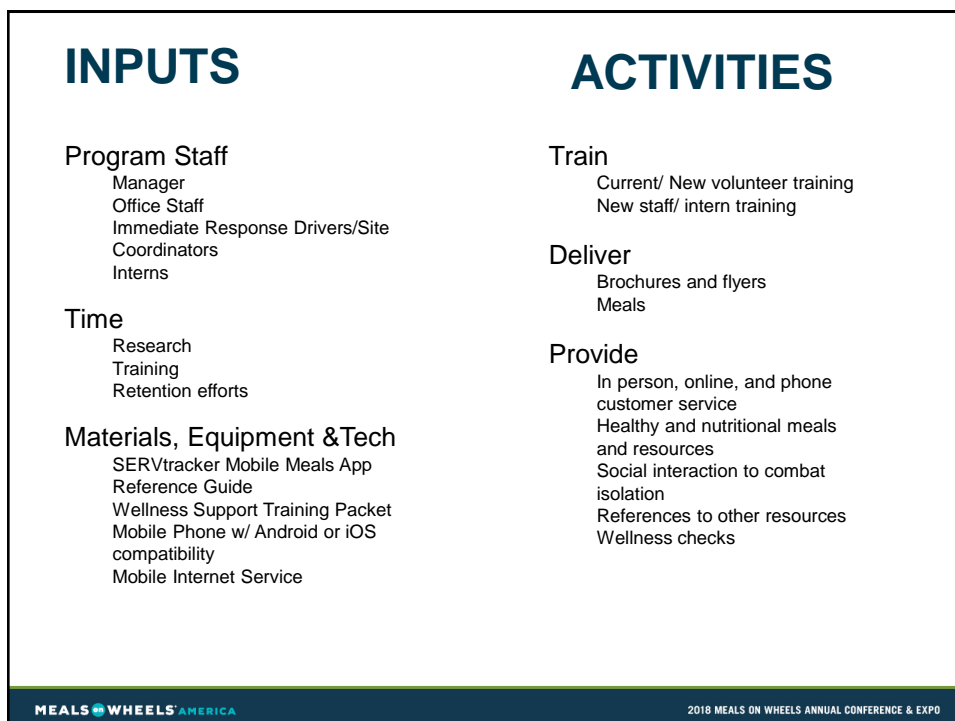 INPUTS
Program Staff
Manager
Office Staff
Immediate Response Drivers/Site
Coordinators
Interns
Time
Research
Training
Retention efforts
Materials, Equipment &Tech
SERVtracker Mobile Meals App
Reference Guide
Wellness Support Training Packet
Mobile Phone w/ Android or iOS
compatibility
Mobile Internet Service
ACTIVITIES
Train
Current/ New volunteer training
New staff/ intern training
Deliver
Brochures and flyers
Meals
Provide
In person, online, and phone
customer service
Healthy and nutritional meals
and resources
Social interaction to combat
isolation
References to other resources
Wellness checks
MEALS on WHEELS AMERICA
2018 MEALS ON WHEELS ANNUAL CONFERENCE & EXPO